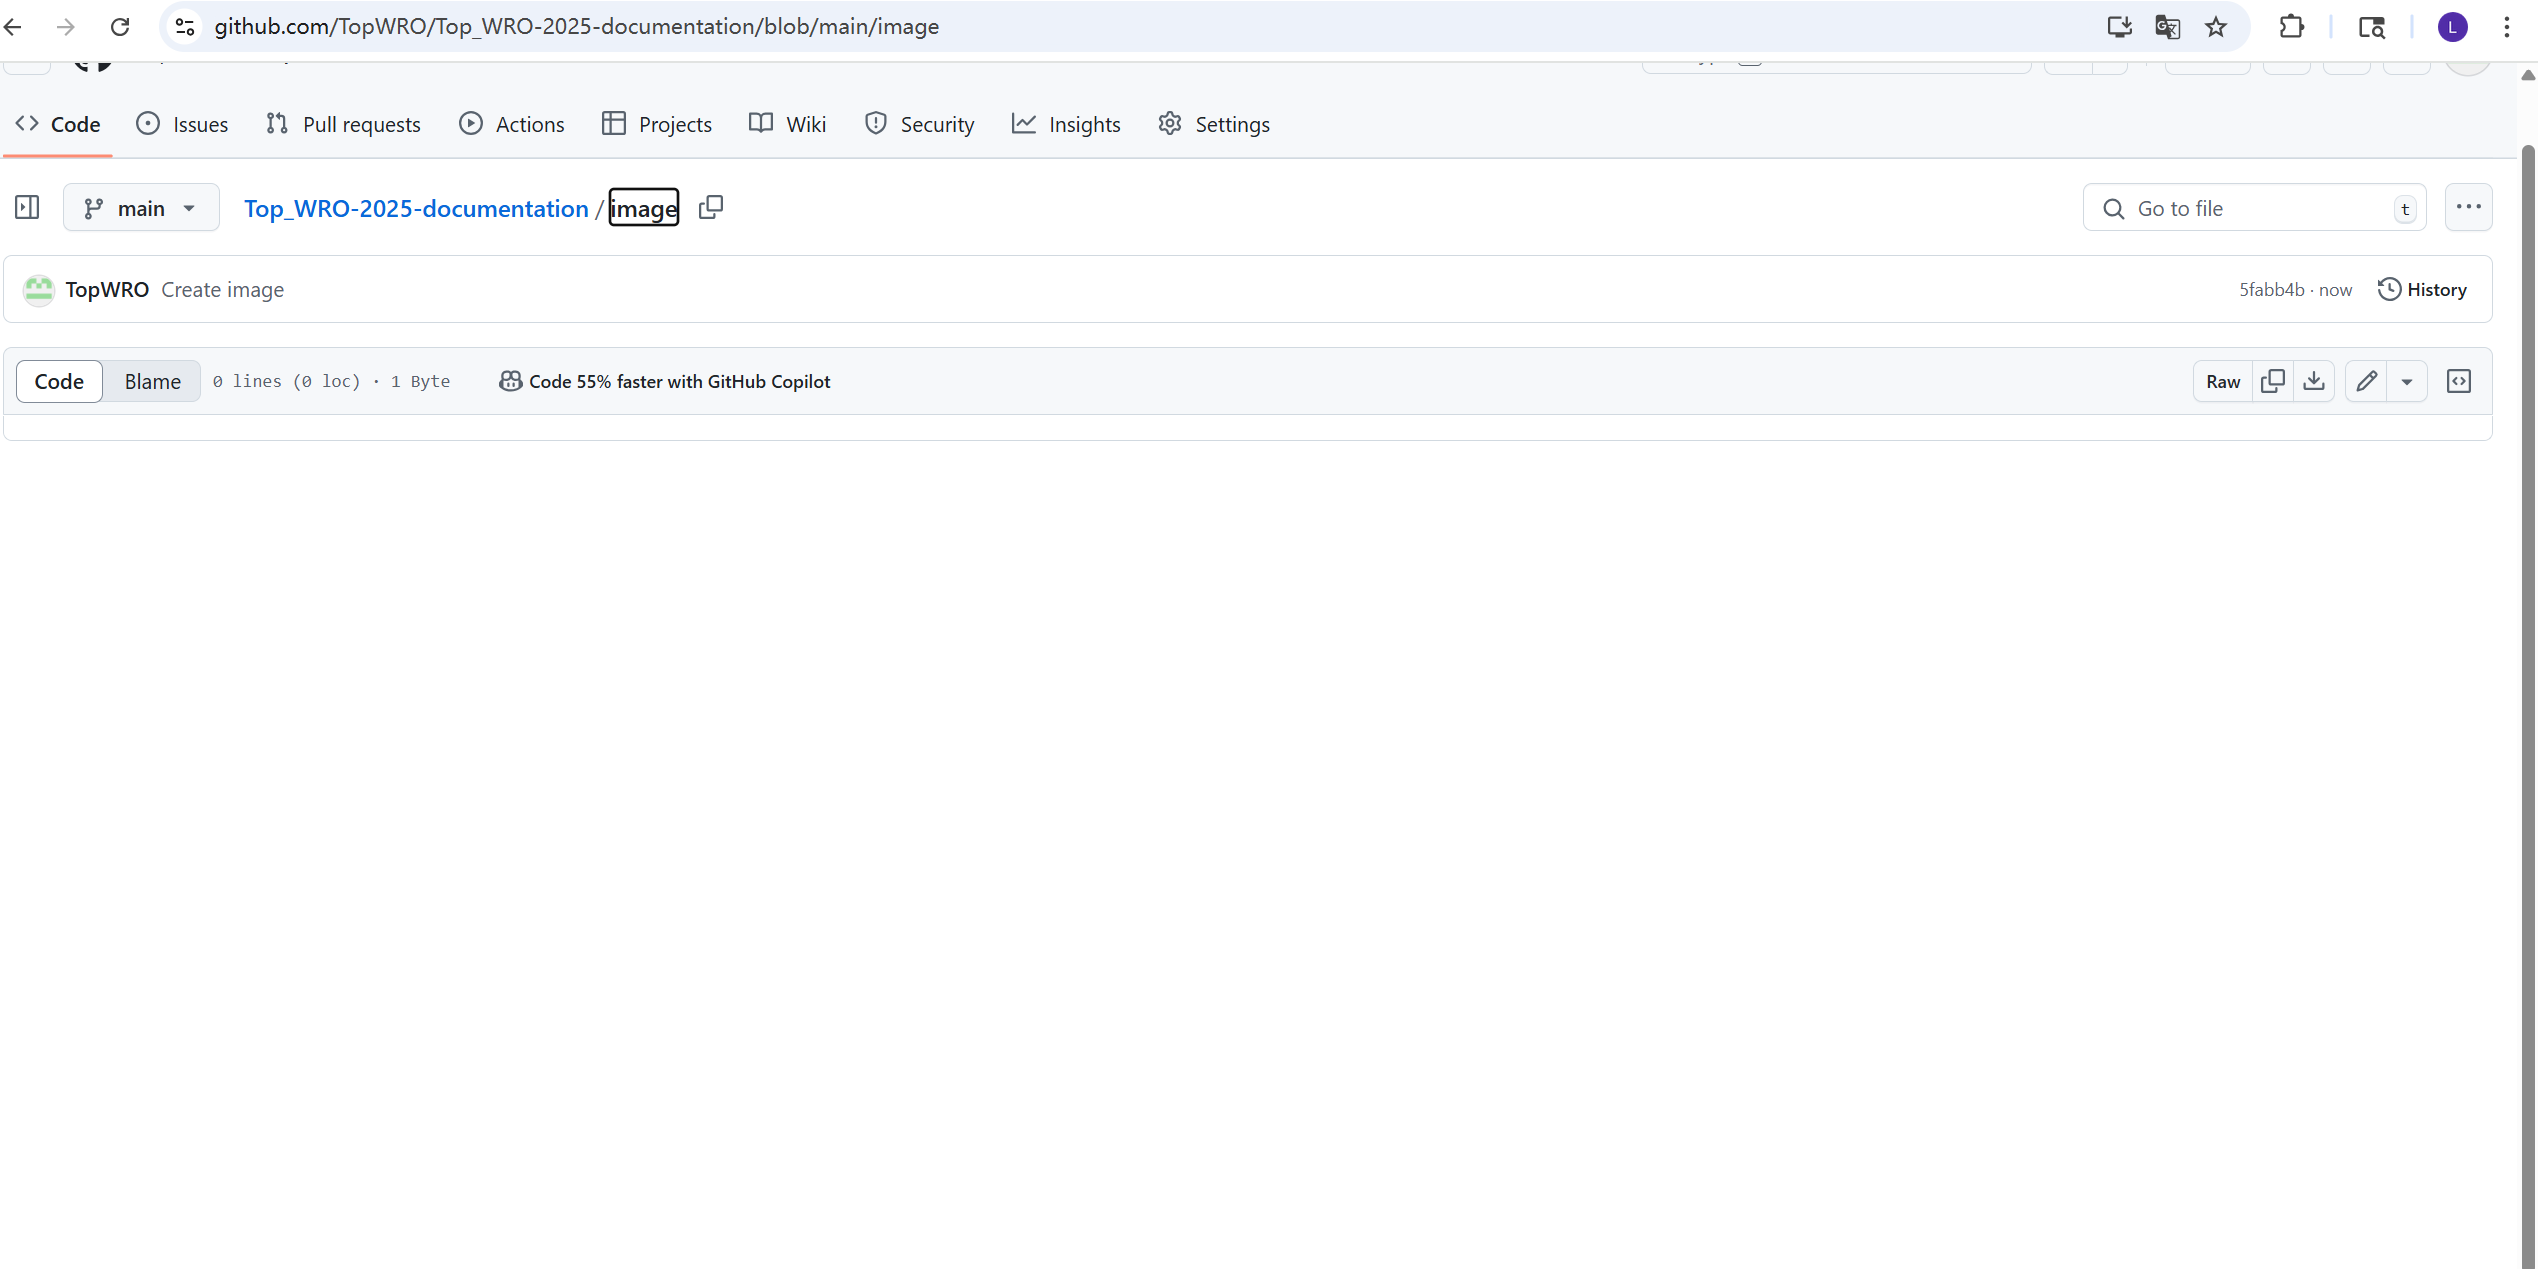 github.com/TopWRO/Top_WRO-2025-documentation/blob/main/image
L
Code Issues Pull requests Actions Projects Wiki Security Insights Settings
main Top_WRO-2025-documentation / image Go to file t
TopWRO Create image 5fabb4b · now History
Code Blame 0 lines (0 loc) · 1 Byte Code 55% faster with GitHub Copilot Raw